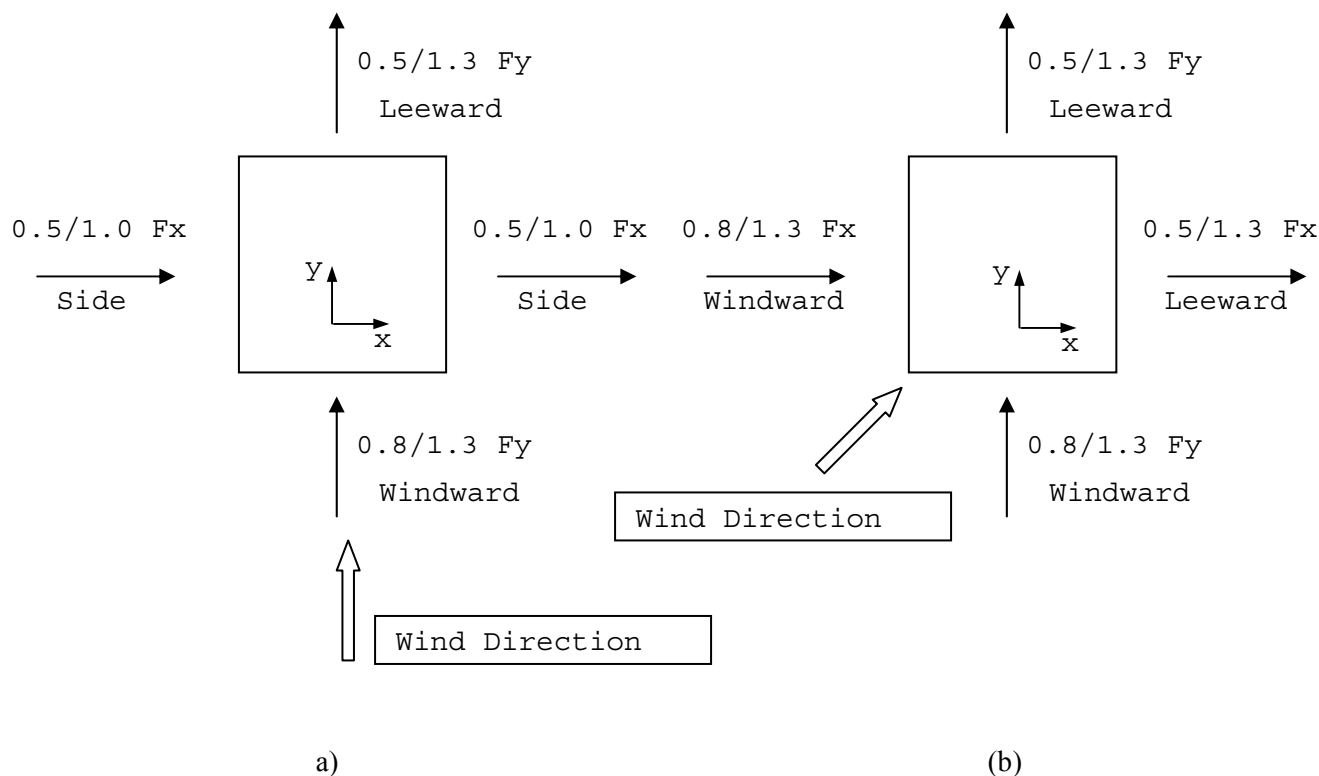 0.5/1.3 Fy
Leeward
0.5/1.0 Fx
Side
0.5/1.0 Fx
Side
y
x
0.8/1.3 Fy
Windward
Wind Direction
a)
0.5/1.3 Fy
Leeward
0.8/1.3 Fx
Windward
0.5/1.3 Fx
Leeward
y
x
0.8/1.3 Fy
Windward
Wind Direction
(b)